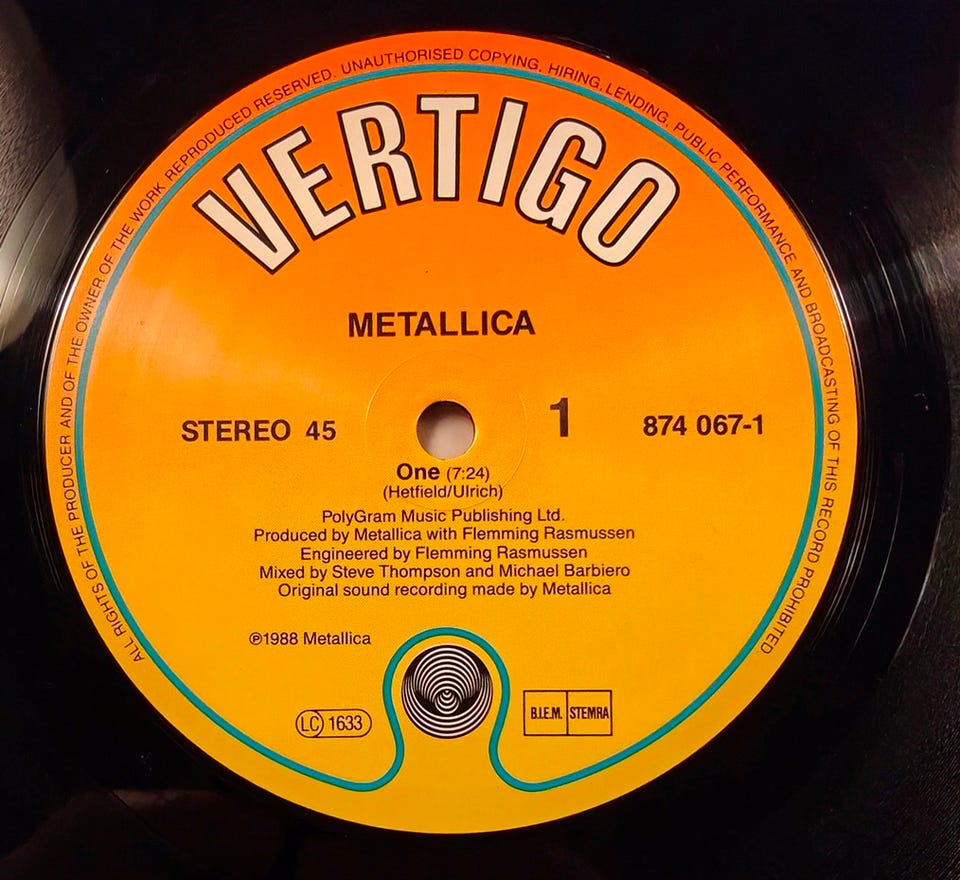 ALL RIGHTS OF THE PRODUCER AND OF THE OWNER OF THE WORK REPRODUCED RESERVED. UNAUTHORISED COPYING, HIRING, LENDING, PUBLIC PERFORMANCE AND BROADCASTING OF THIS RECORD PROHIBITED.
VERTIGO
METALLICA
STEREO 45 1 874 067-1
One (7:24)
(Hetfield/Ulrich)
PolyGram Music Publishing Ltd.
Produced by Metallica with Flemming Rasmussen
Engineered by Flemming Rasmussen
Mixed by Steve Thompson and Michael Barbiero
Original sound recording made by Metallica
℗1988 Metallica
LC 1633 B.I.E.M. STEMRA